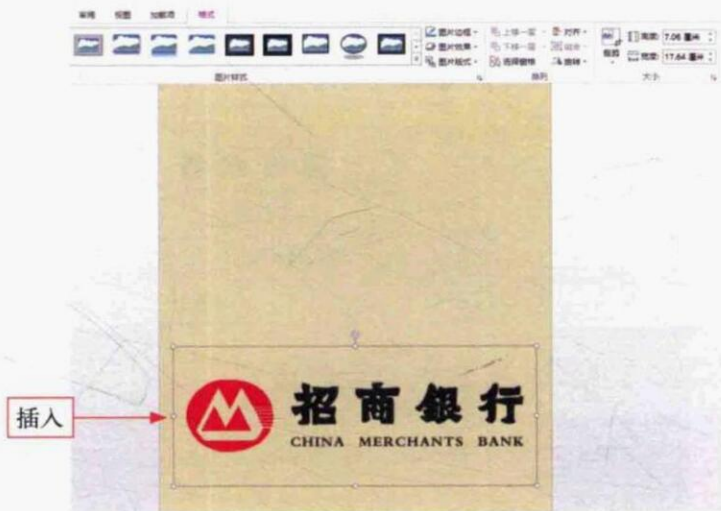 审阅 视图 加载项 格式
图片边框 上移一层 对齐
图片效果 下移一层 组合
图片版式 选择窗格 旋转
裁剪
高度: 7.06 厘米
宽度: 17.64 厘米
图片样式 排列 大小
插入
招商銀行
CHINA MERCHANTS BANK